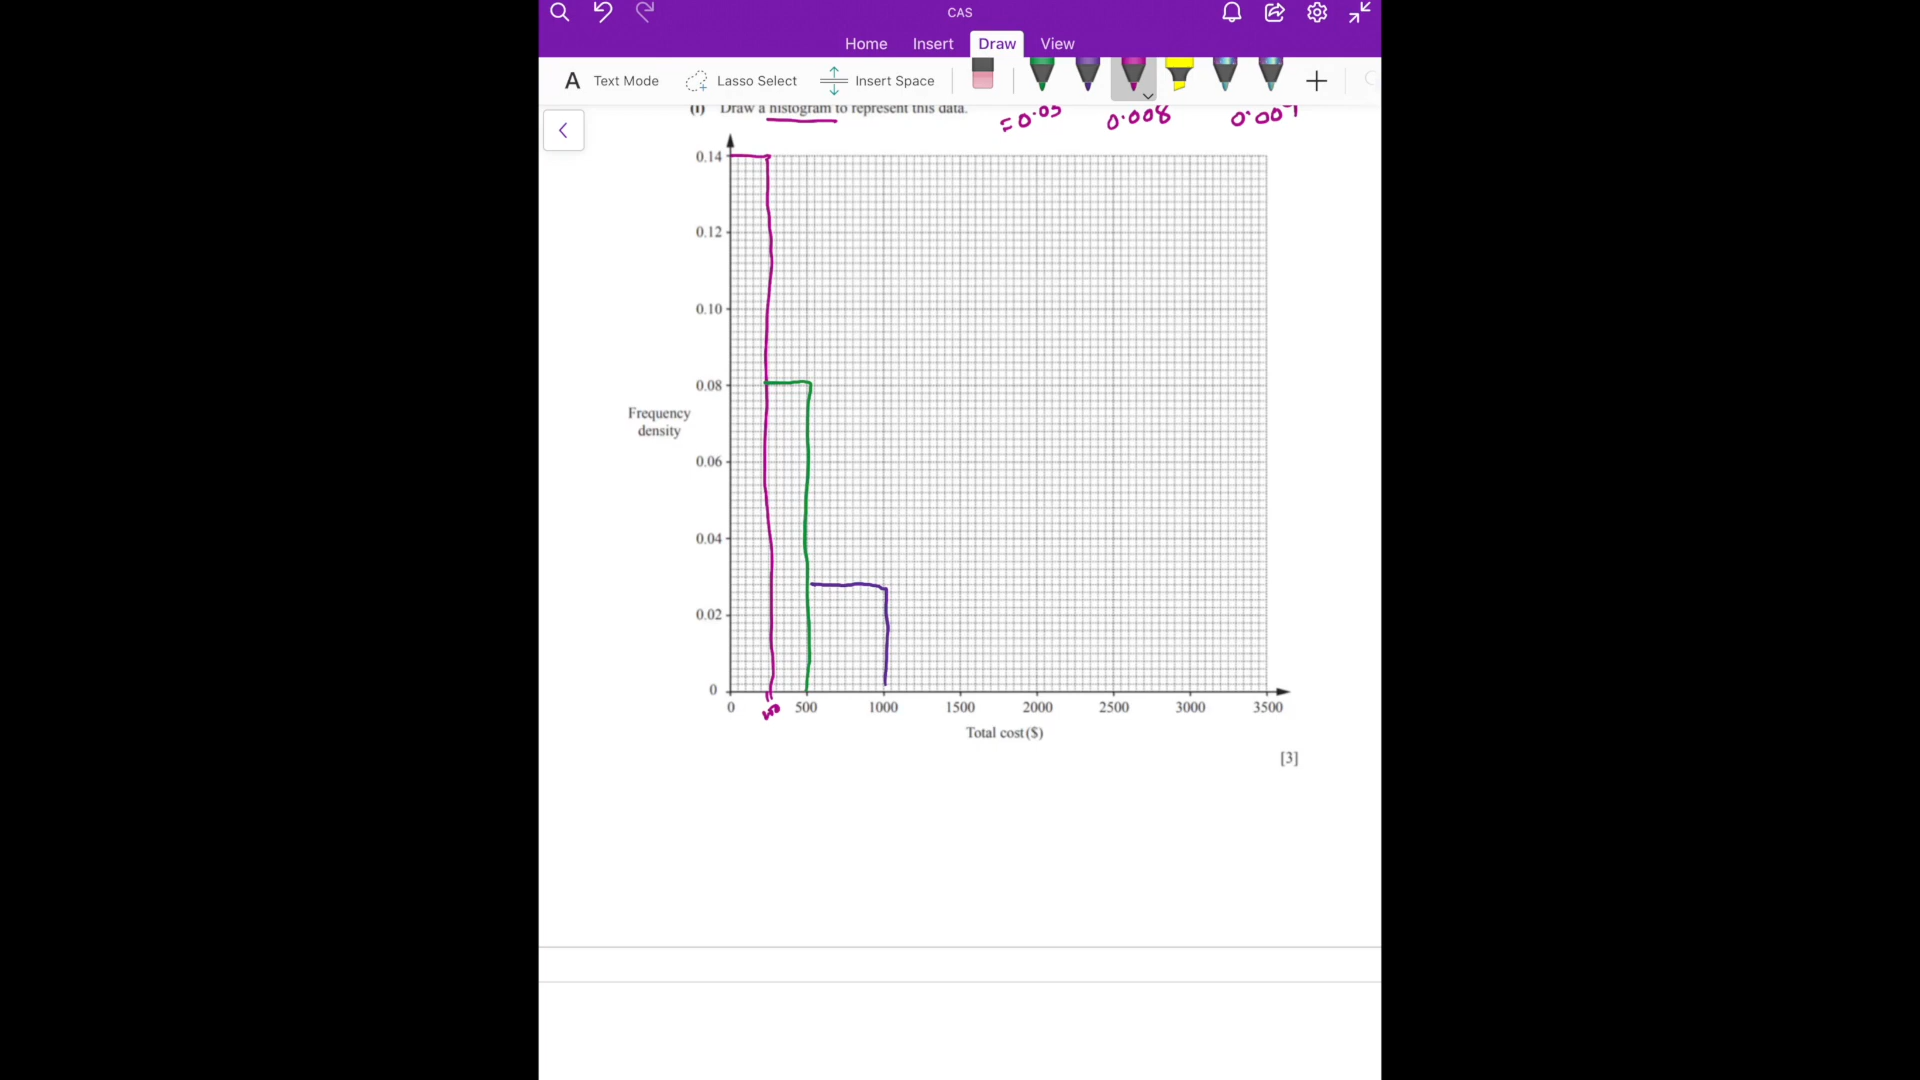 CAS
Home Insert Draw View
A Text Mode Lasso Select Insert Space
(i) Draw a histogram to represent this data.
=0.03 0.008 0.004
0.14
0.12
0.10
0.08
Frequency
density
0.06
0.04
0.02
0
0 500 1000 1500 2000 2500 3000 3500
Total cost ($)
[3]